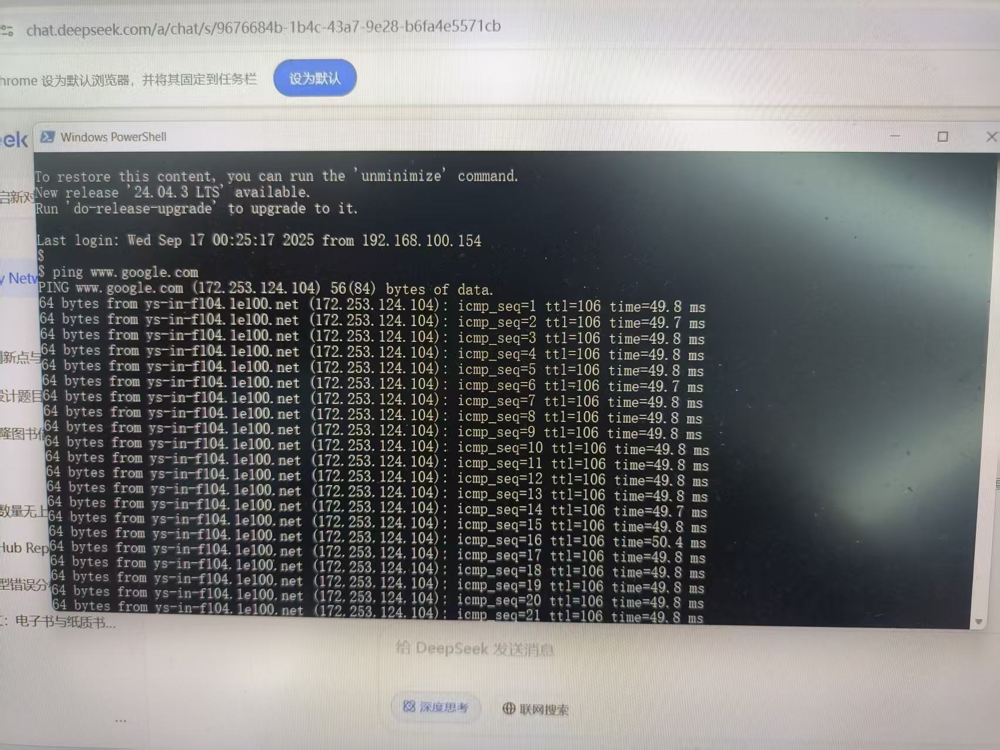 chat.deepseek.com/a/chat/s/9676684b-1b4c-43a7-9e28-b6fa4e5571cb
hrome 设为默认浏览器，并将其固定到任务栏
设为默认
eek
Windows PowerShell
To restore this content, you can run the 'unminimize' command.
New release '24.04.3 LTS' available.
Run 'do-release-upgrade' to upgrade to it.
启新对
Last login: Wed Sep 17 00:25:17 2025 from 192.168.100.154
$
$ ping www.google.com
y Netw
PING www.google.com (172.253.124.104) 56(84) bytes of data.
64 bytes from ys-in-f104.1e100.net (172.253.124.104): icmp_seq=1 ttl=106 time=49.8 ms
64 bytes from ys-in-f104.1e100.net (172.253.124.104): icmp_seq=2 ttl=106 time=49.7 ms
64 bytes from ys-in-f104.1e100.net (172.253.124.104): icmp_seq=3 ttl=106 time=49.8 ms
64 bytes from ys-in-f104.1e100.net (172.253.124.104): icmp_seq=4 ttl=106 time=49.8 ms
新点与
64 bytes from ys-in-f104.1e100.net (172.253.124.104): icmp_seq=5 ttl=106 time=49.8 ms
64 bytes from ys-in-f104.1e100.net (172.253.124.104): icmp_seq=6 ttl=106 time=49.7 ms
64 bytes from ys-in-f104.1e100.net (172.253.124.104): icmp_seq=7 ttl=106 time=49.8 ms
设计题目
64 bytes from ys-in-f104.1e100.net (172.253.124.104): icmp_seq=8 ttl=106 time=49.8 ms
64 bytes from ys-in-f104.1e100.net (172.253.124.104): icmp_seq=9 ttl=106 time=49.8 ms
隆图书借
64 bytes from ys-in-f104.1e100.net (172.253.124.104): icmp_seq=10 ttl=106 time=49.8 ms
64 bytes from ys-in-f104.1e100.net (172.253.124.104): icmp_seq=11 ttl=106 time=49.8 ms
64 bytes from ys-in-f104.1e100.net (172.253.124.104): icmp_seq=12 ttl=106 time=49.8 ms
64 bytes from ys-in-f104.1e100.net (172.253.124.104): icmp_seq=13 ttl=106 time=49.8 ms
64 bytes from ys-in-f104.1e100.net (172.253.124.104): icmp_seq=14 ttl=106 time=49.7 ms
数量无上
64 bytes from ys-in-f104.1e100.net (172.253.124.104): icmp_seq=15 ttl=106 time=49.8 ms
64 bytes from ys-in-f104.1e100.net (172.253.124.104): icmp_seq=16 ttl=106 time=50.4 ms
Hub Rep
64 bytes from ys-in-f104.1e100.net (172.253.124.104): icmp_seq=17 ttl=106 time=49.8 ms
64 bytes from ys-in-f104.1e100.net (172.253.124.104): icmp_seq=18 ttl=106 time=49.8 ms
64 bytes from ys-in-f104.1e100.net (172.253.124.104): icmp_seq=19 ttl=106 time=49.8 ms
型错误分
64 bytes from ys-in-f104.1e100.net (172.253.124.104): icmp_seq=20 ttl=106 time=49.8 ms
64 bytes from ys-in-f104.1e100.net (172.253.124.104): icmp_seq=21 ttl=106 time=49.8 ms
：电子书与纸质书...
给 DeepSeek 发送消息
深度思考
联网搜索
...